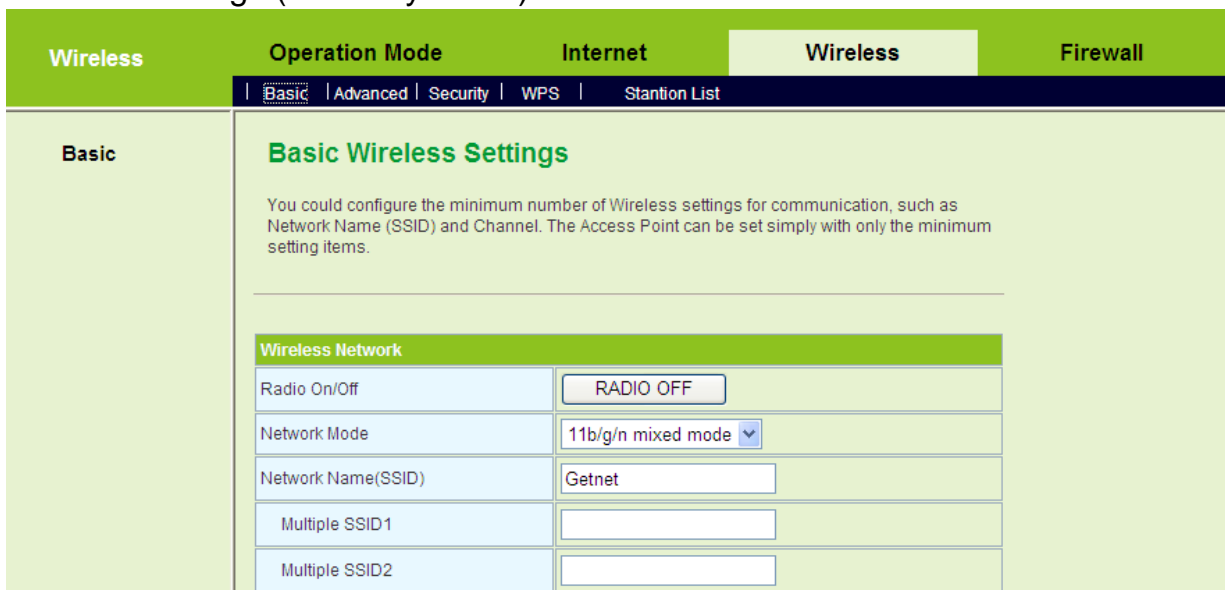 Wireless Operation Mode Internet Wireless Firewall
| Basic | Advanced | Security | WPS | Stantion List
Basic
Basic Wireless Settings
You could configure the minimum number of Wireless settings for communication, such as
Network Name (SSID) and Channel. The Access Point can be set simply with only the minimum
setting items.
Wireless Network
Radio On/Off RADIO OFF
Network Mode 11b/g/n mixed mode
Network Name(SSID) Getnet
Multiple SSID1
Multiple SSID2